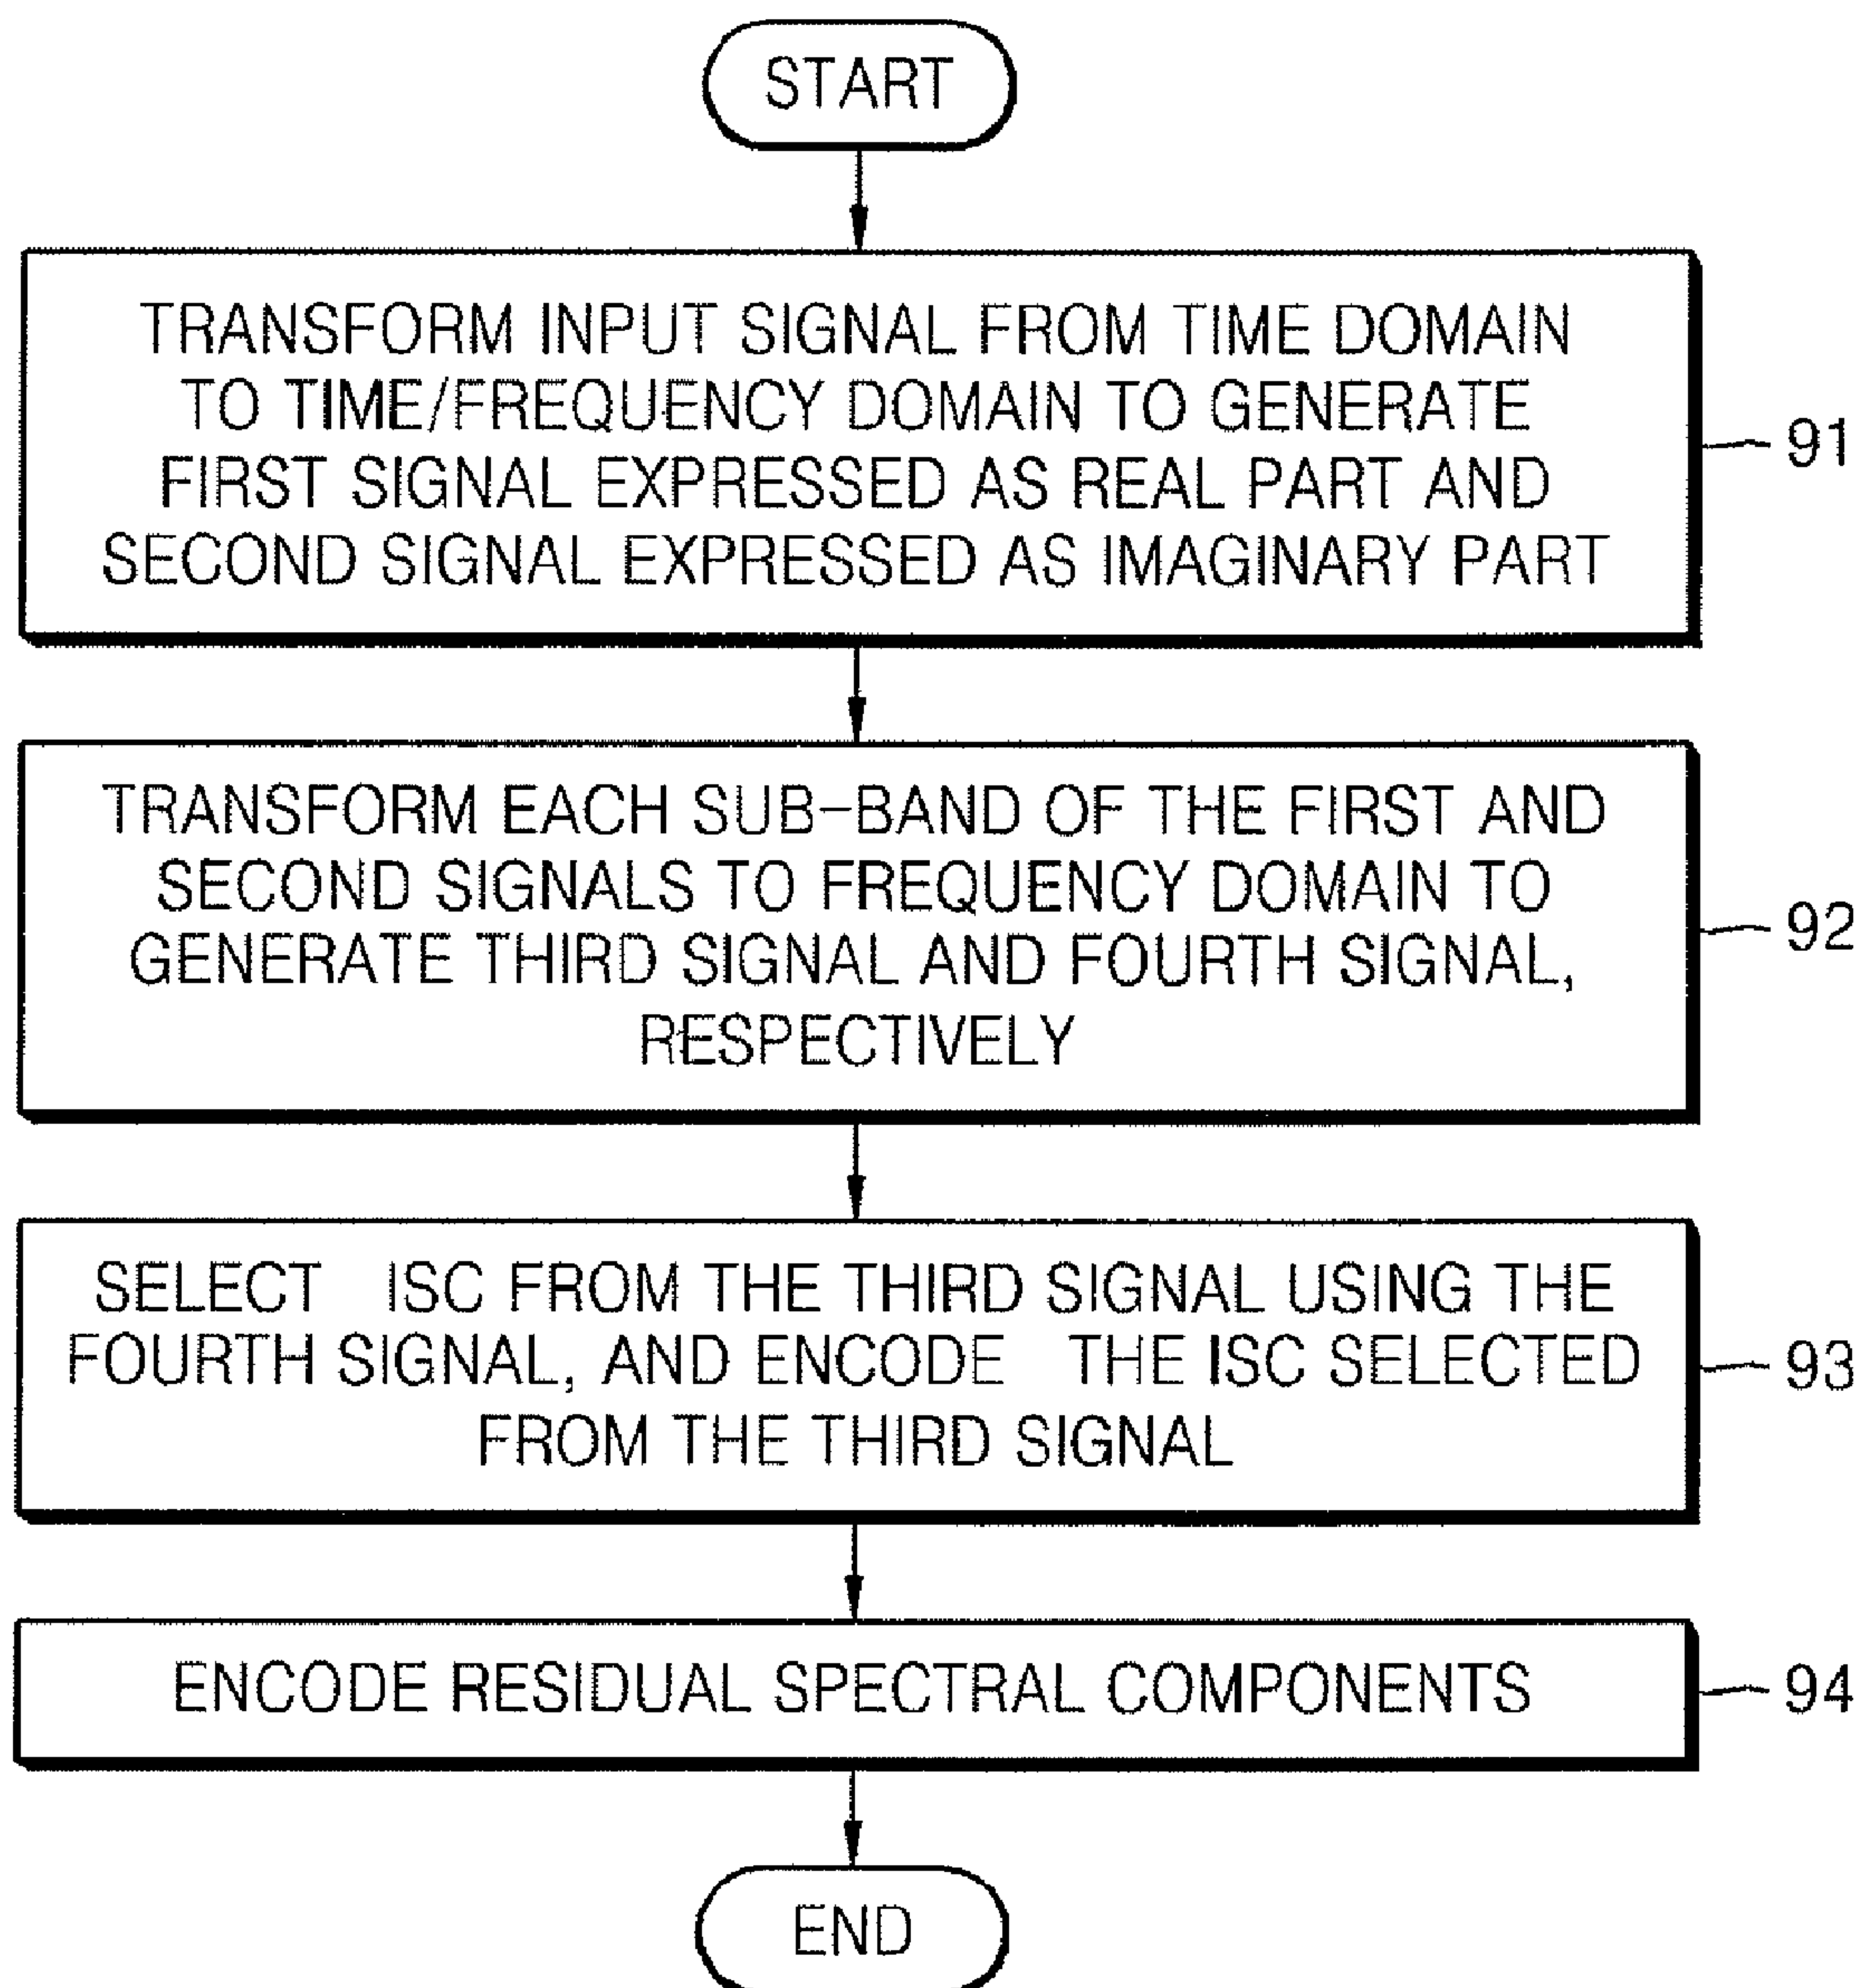 START
TRANSFORM INPUT SIGNAL FROM TIME DOMAIN
TO TIME/FREQUENCY DOMAIN TO GENERATE
FIRST SIGNAL EXPRESSED AS REAL PART AND
SECOND SIGNAL EXPRESSED AS IMAGINARY PART
91
TRANSFORM EACH SUB-BAND OF THE FIRST AND
SECOND SIGNALS TO FREQUENCY DOMAIN TO
GENERATE THIRD SIGNAL AND FOURTH SIGNAL,
RESPECTIVELY
92
SELECT ISC FROM THE THIRD SIGNAL USING THE
FOURTH SIGNAL, AND ENCODE THE ISC SELECTED
FROM THE THIRD SIGNAL
93
ENCODE RESIDUAL SPECTRAL COMPONENTS
94
END